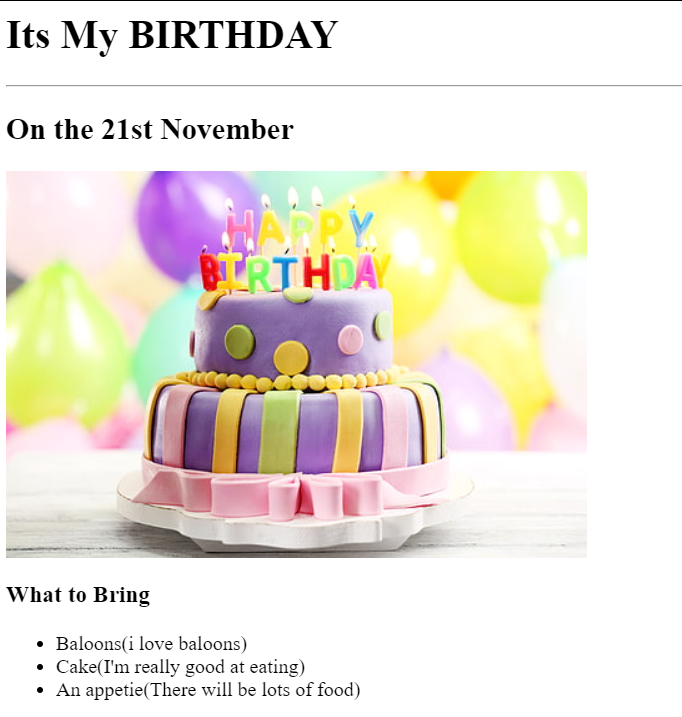 Its My BIRTHDAY
On the 21st November
HAPPY
BIRTHDAY
What to Bring
Baloons(i love baloons)
Cake(I'm really good at eating)
An appetie(There will be lots of food)